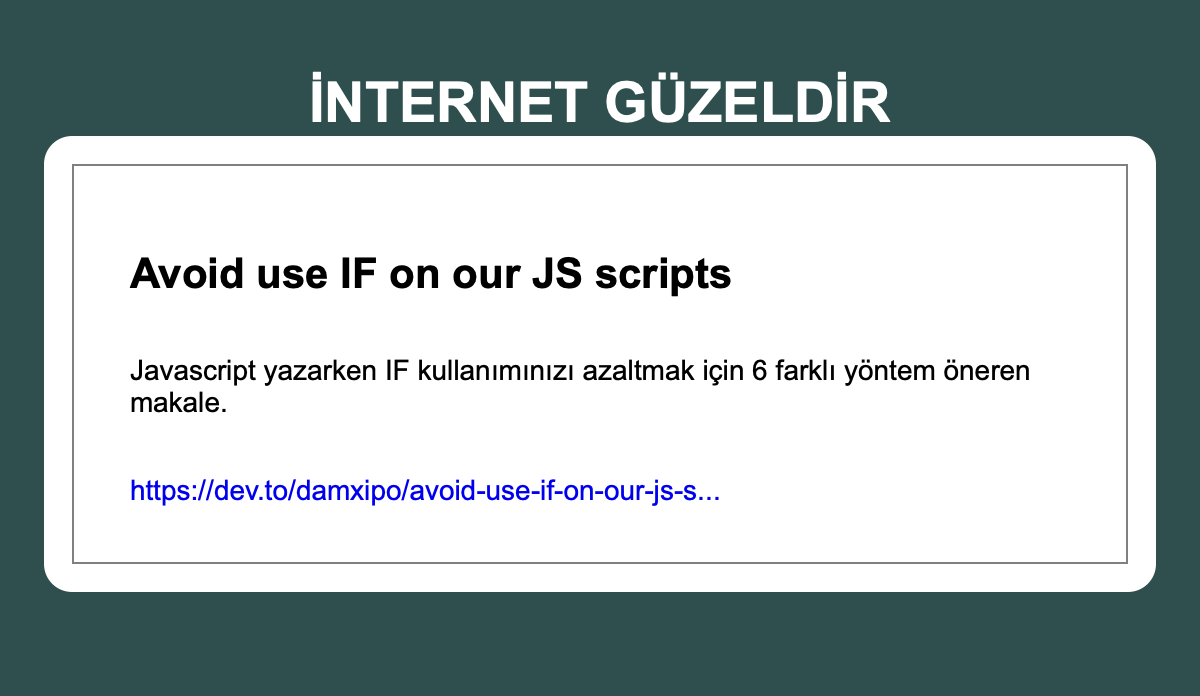 İNTERNET GÜZELDİR
Avoid use IF on our JS scripts
Javascript yazarken IF kullanımınızı azaltmak için 6 farklı yöntem öneren
makale.
https://dev.to/damxipo/avoid-use-if-on-our-js-s...